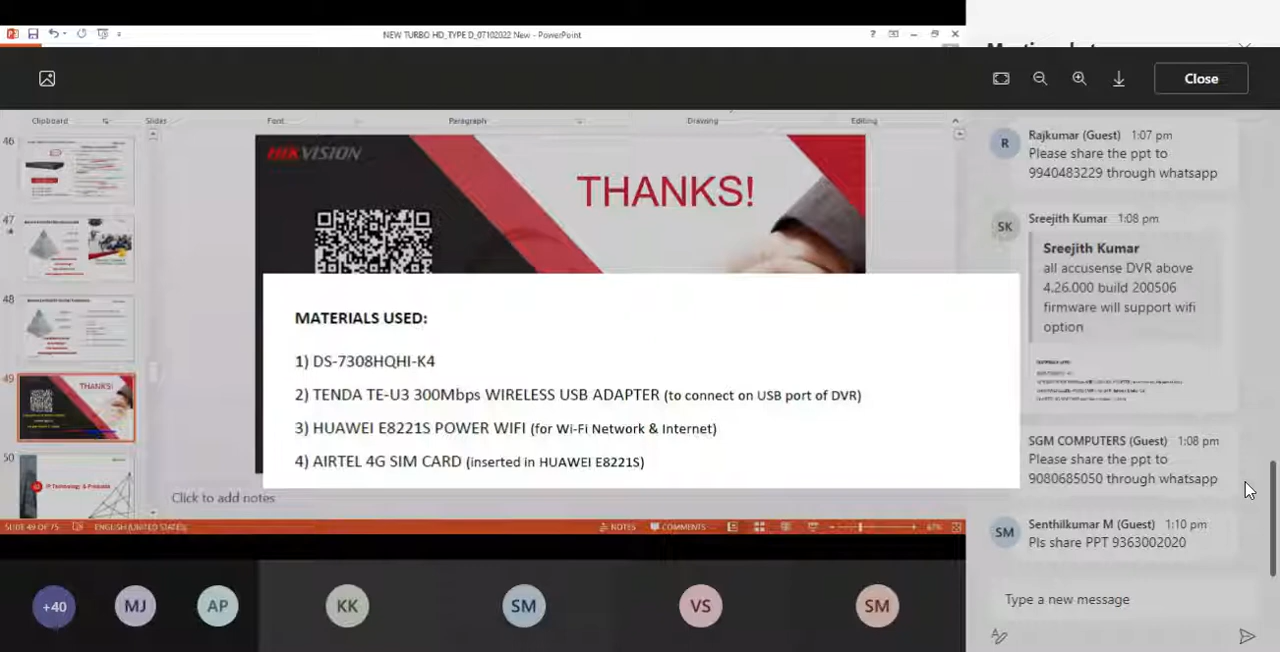 NEW TURBO HD_TYPE D_07102022 New - PowerPoint
?
Close
Clipboard
Slides
Font
Paragraph
Drawing
Editing
46
47
48
49
THANKS!
50
IP Technology & Products
HIKVISION
THANKS!
MATERIALS USED:
1) DS-7308HQHI-K4
2) TENDA TE-U3 300Mbps WIRELESS USB ADAPTER (to connect on USB port of DVR)
3) HUAWEI E8221S POWER WIFI (for Wi-Fi Network & Internet)
4) AIRTEL 4G SIM CARD (inserted in HUAWEI E8221S)
Click to add notes
SLIDE 49 OF 75
ENGLISH (UNITED STATES)
NOTES
COMMENTS
67%
+40
MJ
AP
KK
SM
VS
SM
R
Rajkumar (Guest) 1:07 pm
Please share the ppt to
9940483229 through whatsapp
SK
Sreejith Kumar 1:08 pm
Sreejith Kumar
all accusense DVR above
4.26.000 build 200506
firmware will support wifi
option
SGM COMPUTERS (Guest) 1:08 pm
Please share the ppt to
9080685050 through whatsapp
SM
Senthilkumar M (Guest) 1:10 pm
Pls share PPT 9363002020
Type a new message